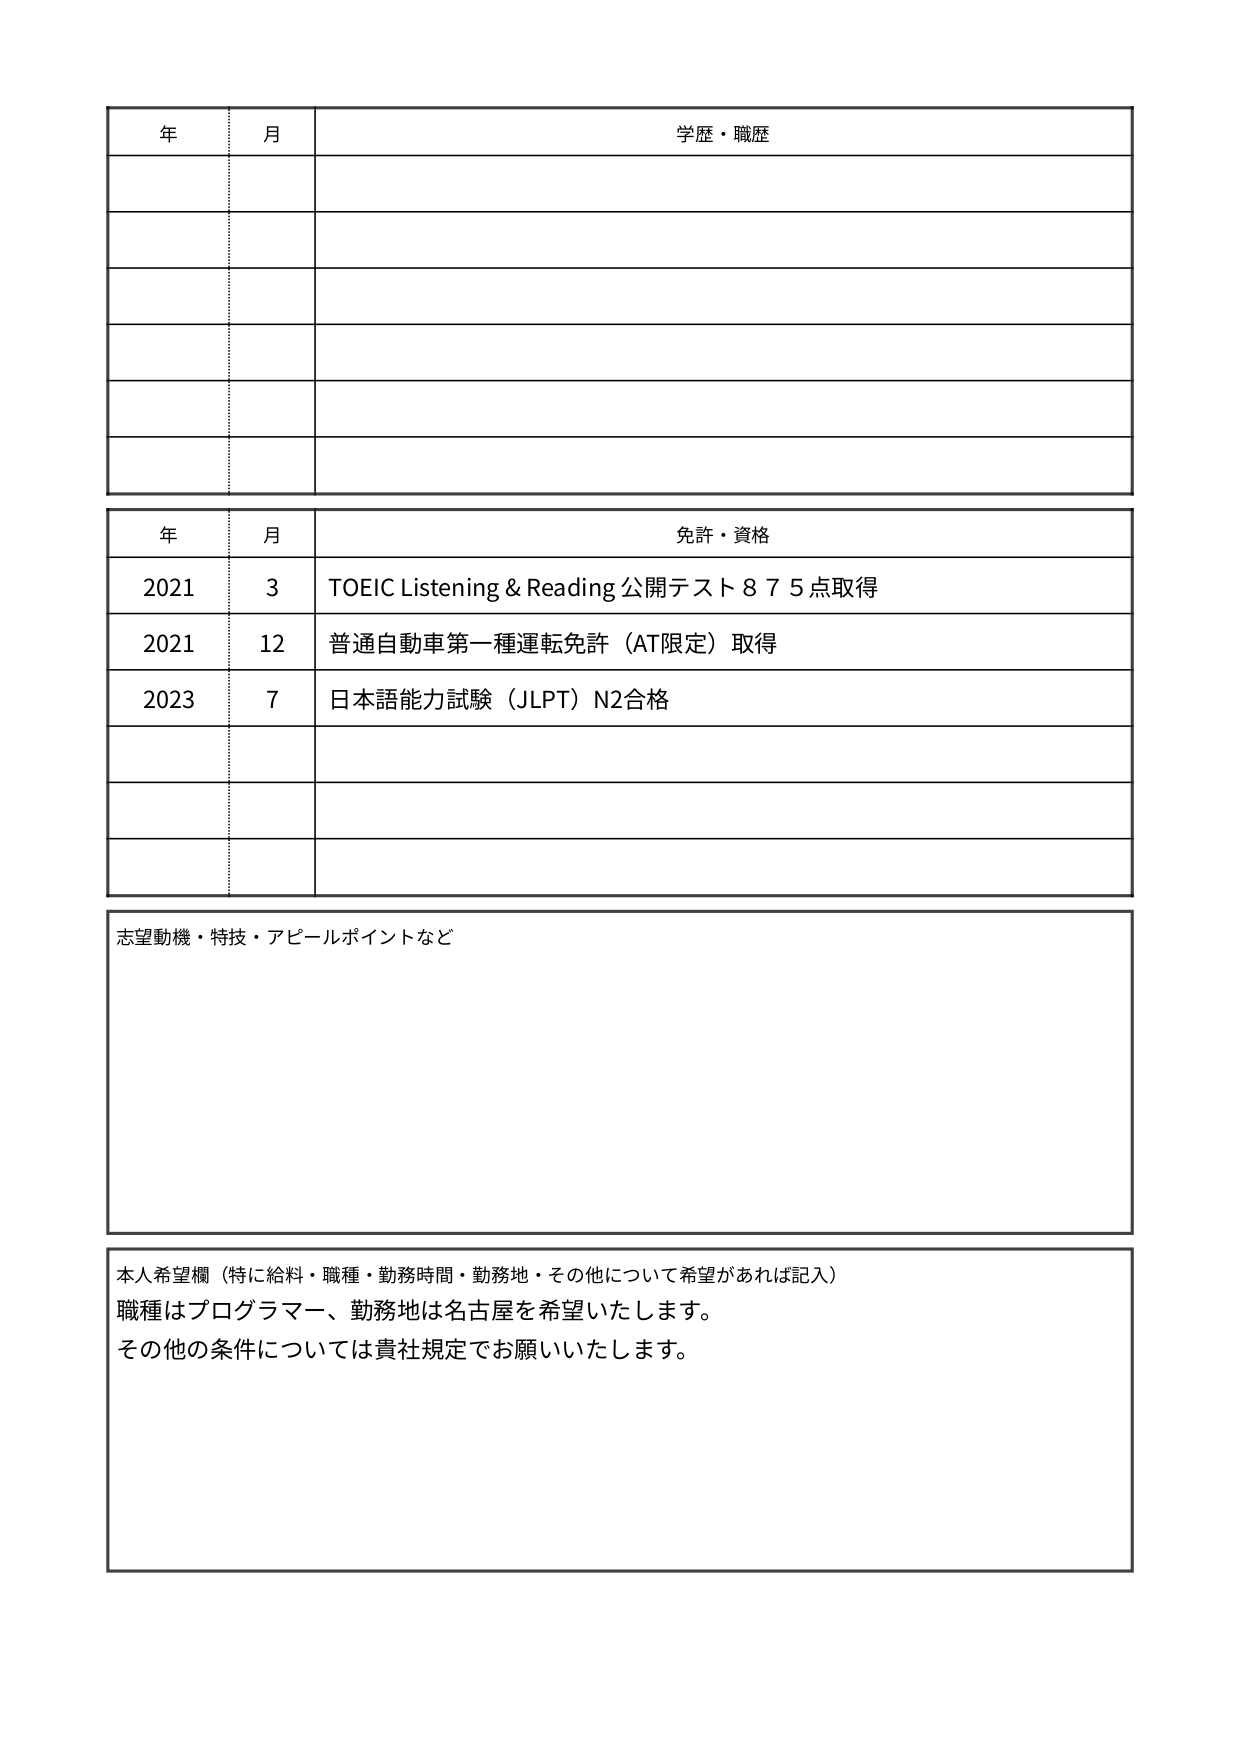 年 月 学歴・職歴
年 月 免許・資格
2021 3 TOEIC Listening & Reading 公開テスト８７５点取得
2021 12 普通自動車第一種運転免許（AT限定）取得
2023 7 日本語能力試験（JLPT）N2合格
志望動機・特技・アピールポイントなど
本人希望欄（特に給料・職種・勤務時間・勤務地・その他について希望があれば記入）
職種はプログラマー、勤務地は名古屋を希望いたします。
その他の条件については貴社規定でお願いいたします。